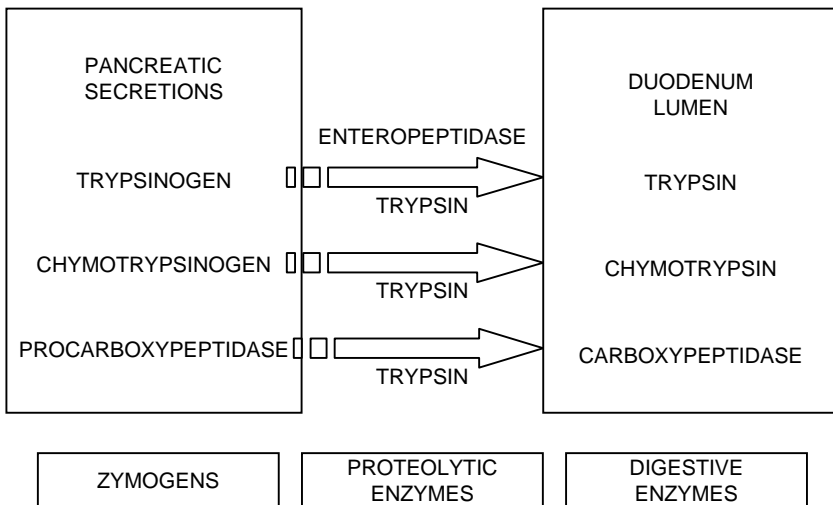 PANCREATIC
SECRETIONS
DUODENUM
LUMEN
ENTEROPEPTIDASE
TRYPSINOGEN
TRYPSIN
TRYPSIN
CHYMOTRYPSINOGEN
TRYPSIN
CHYMOTRYPSIN
PROCARBOXYPEPTIDASE
TRYPSIN
CARBOXYPEPTIDASE
ZYMOGENS
PROTEOLYTIC
ENZYMES
DIGESTIVE
ENZYMES